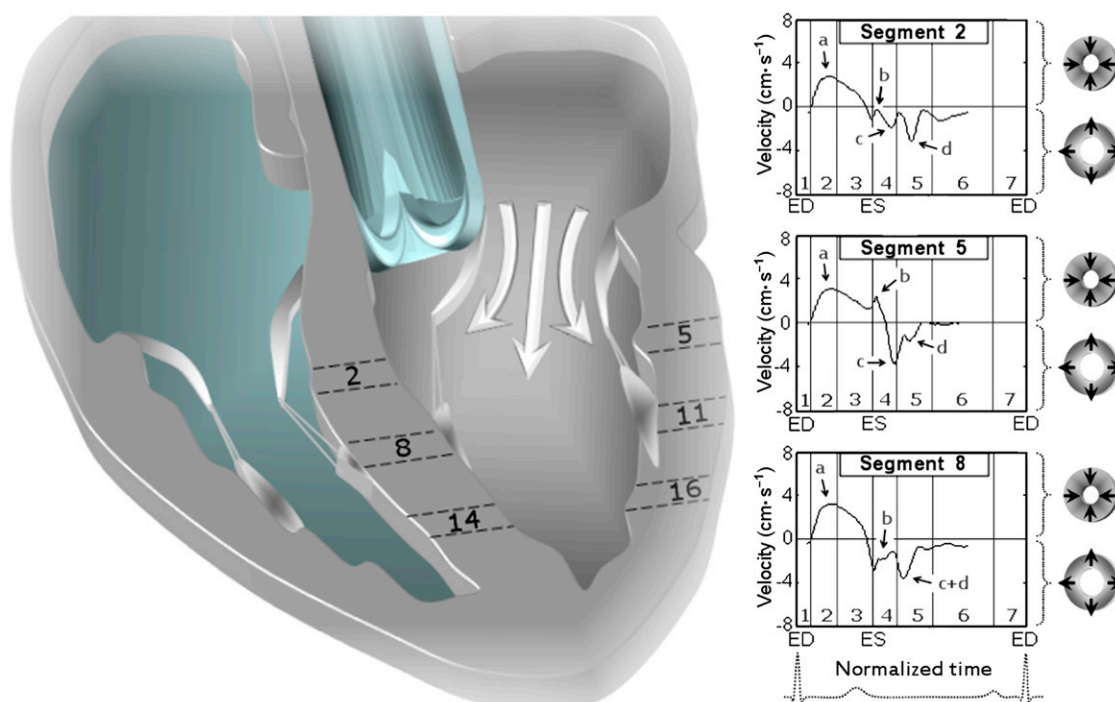 2
8
14
5
11
16
Segment 2
Velocity (cm·s⁻¹)
8
4
0
-4
-8
a
b
c
d
1 2 3 4 5 6 7
ED ES ED
Segment 5
Velocity (cm·s⁻¹)
8
4
0
-4
-8
a
b
c
d
1 2 3 4 5 6 7
ED ES ED
Segment 8
Velocity (cm·s⁻¹)
8
4
0
-4
-8
a
b
c+d
1 2 3 4 5 6 7
ED ES ED
Normalized time